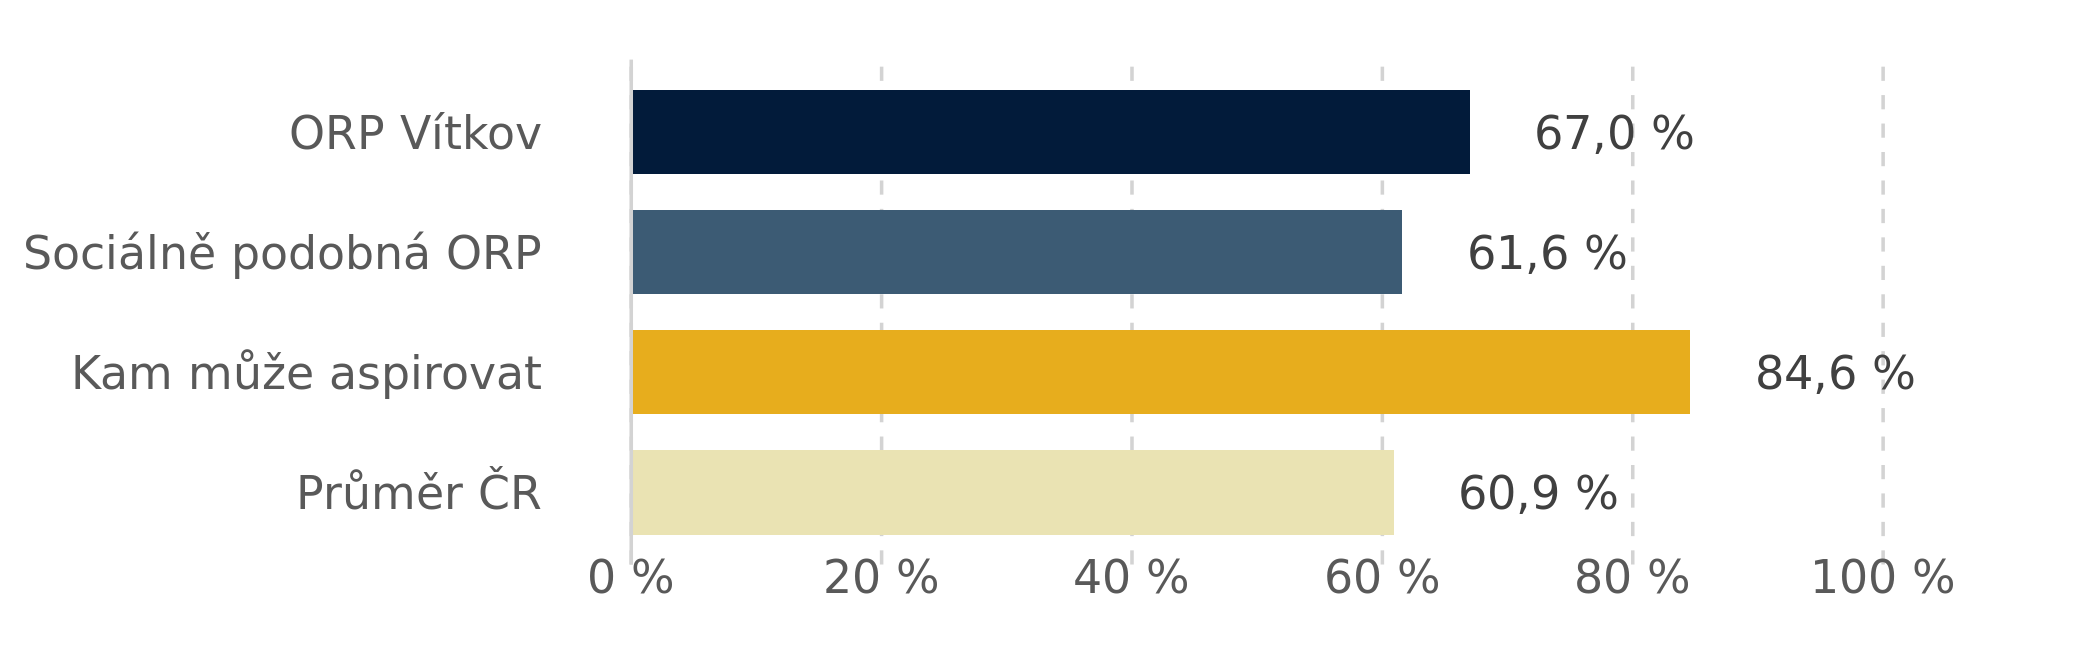 ORP Vítkov 67,0 %
Sociálně podobná ORP 61,6 %
Kam může aspirovat 84,6 %
Průměr ČR 60,9 %
0 % 20 % 40 % 60 % 80 % 100 %